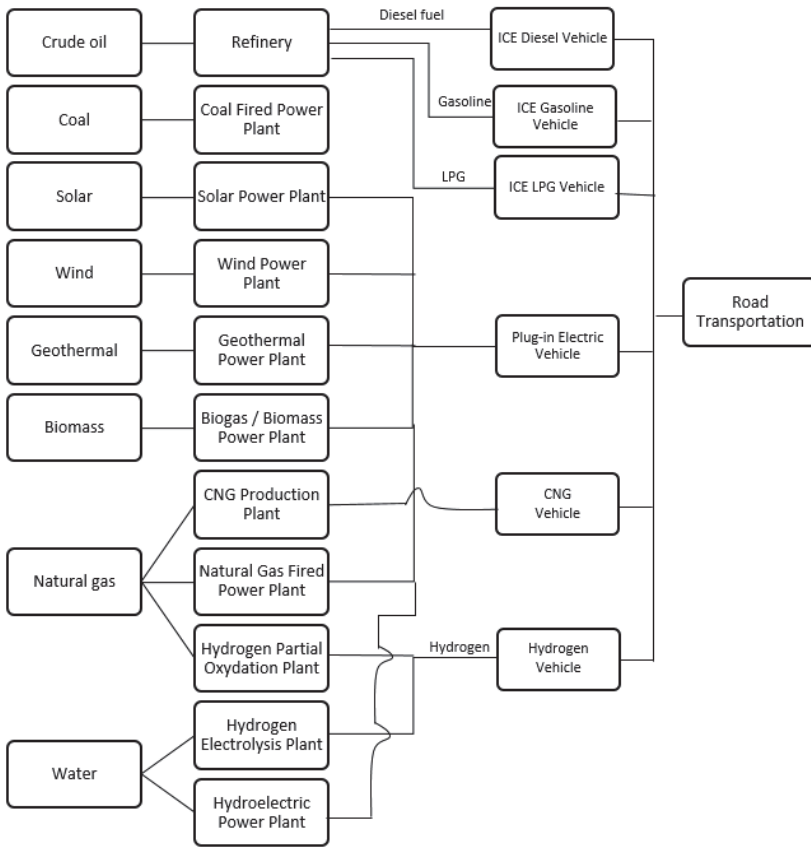 Diesel fuel
Crude oil
Refinery
ICE Diesel Vehicle
Gasoline
Coal
Coal Fired Power
Plant
ICE Gasoline
Vehicle
LPG
Solar
Solar Power Plant
ICE LPG Vehicle
Wind
Wind Power
Plant
Road
Transportation
Geothermal
Geothermal
Power Plant
Plug-in Electric
Vehicle
Biomass
Biogas / Biomass
Power Plant
CNG Production
Plant
CNG
Vehicle
Natural gas
Natural Gas Fired
Power Plant
Hydrogen Partial
Oxydation Plant
Hydrogen
Hydrogen
Vehicle
Hydrogen
Electrolysis Plant
Water
Hydroelectric
Power Plant